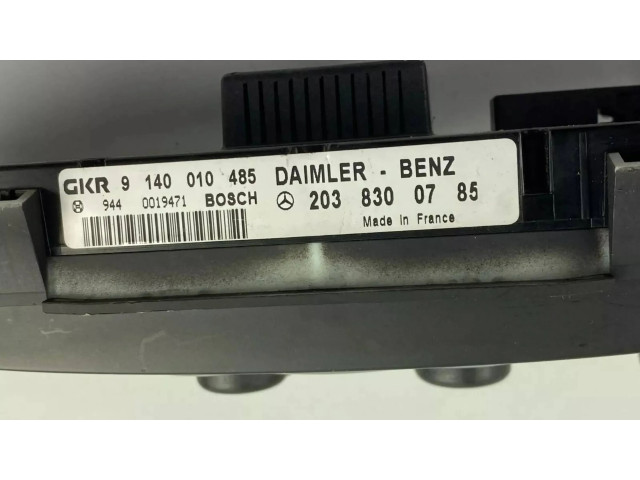 GKR 9 140 010 485 DAIMLER - BENZ
944 0019471 BOSCH 203 830 07 85
Made in France